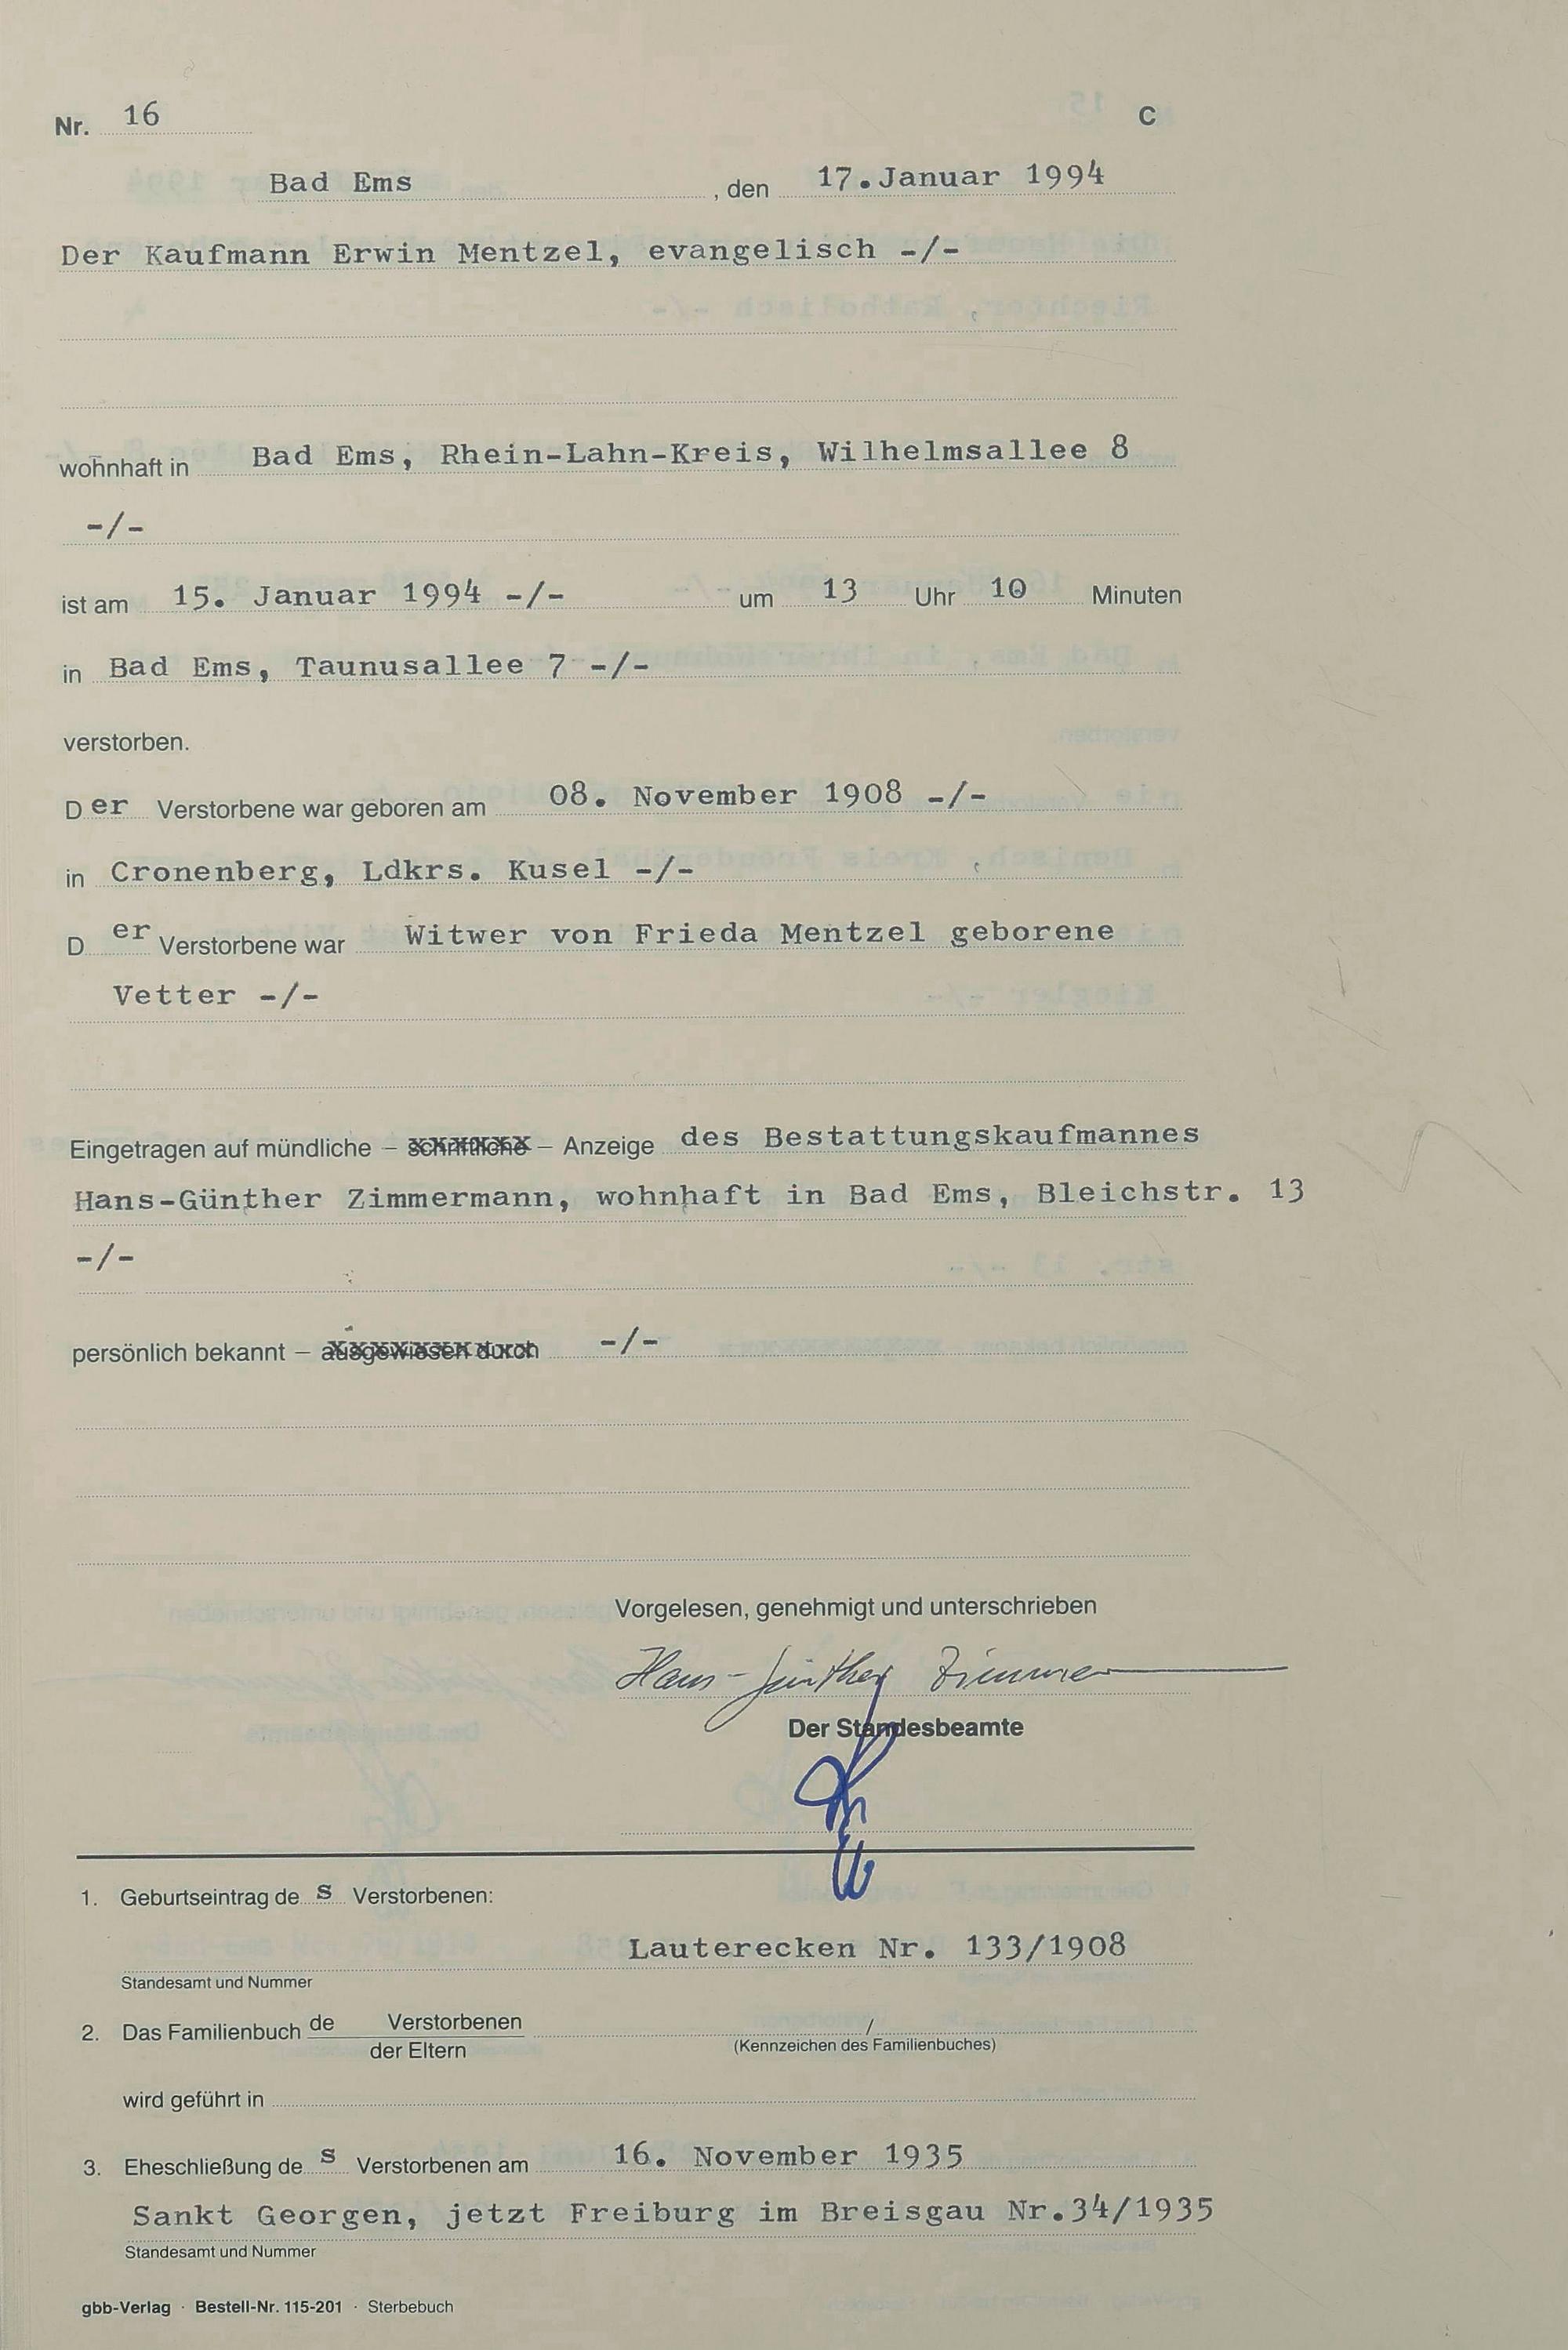 Nr. 16 C
Bad Ems , den 17.Januar 1994
Der Kaufmann Erwin Mentzel, evangelisch -/-
wohnhaft in Bad Ems, Rhein-Lahn-Kreis, Wilhelmsallee 8
-/-
ist am 15. Januar 1994 -/- um 13 Uhr 10 Minuten
in Bad Ems, Taunusallee 7 -/-
verstorben.
Der Verstorbene war geboren am 08. November 1908 -/-
in Cronenberg, Ldkrs. Kusel -/-
Der Verstorbene war Witwer von Frieda Mentzel geborene
Vetter -/-
Eingetragen auf mündliche – schriftliche – Anzeige des Bestattungskaufmannes
Hans-Günther Zimmermann, wohnhaft in Bad Ems, Bleichstr. 13
-/-
persönlich bekannt – ausgewiesen durch -/-
Vorgelesen, genehmigt und unterschrieben
Hans-Günther Zimmer
Der Standesbeamte
1. Geburtseintrag des Verstorbenen:
Lauterecken Nr. 133/1908
Standesamt und Nummer
2. Das Familienbuch de Verstorbenen /
der Eltern (Kennzeichen des Familienbuches)
wird geführt in
3. Eheschließung des Verstorbenen am 16. November 1935
Sankt Georgen, jetzt Freiburg im Breisgau Nr.34/1935
Standesamt und Nummer
gbb-Verlag · Bestell-Nr. 115-201 · Sterbebuch